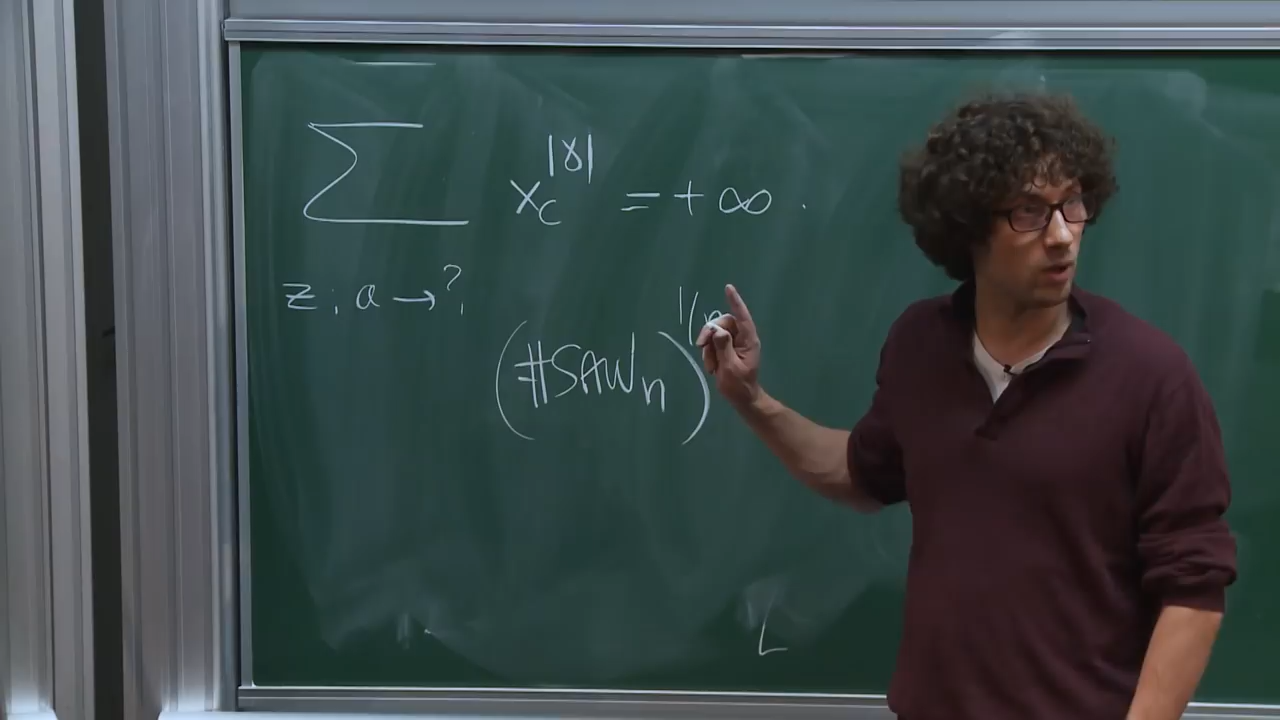 ∑ x_c^{|γ|} = + ∞ .
z ; a → ?
(#SAW_n)^{1/n}
L